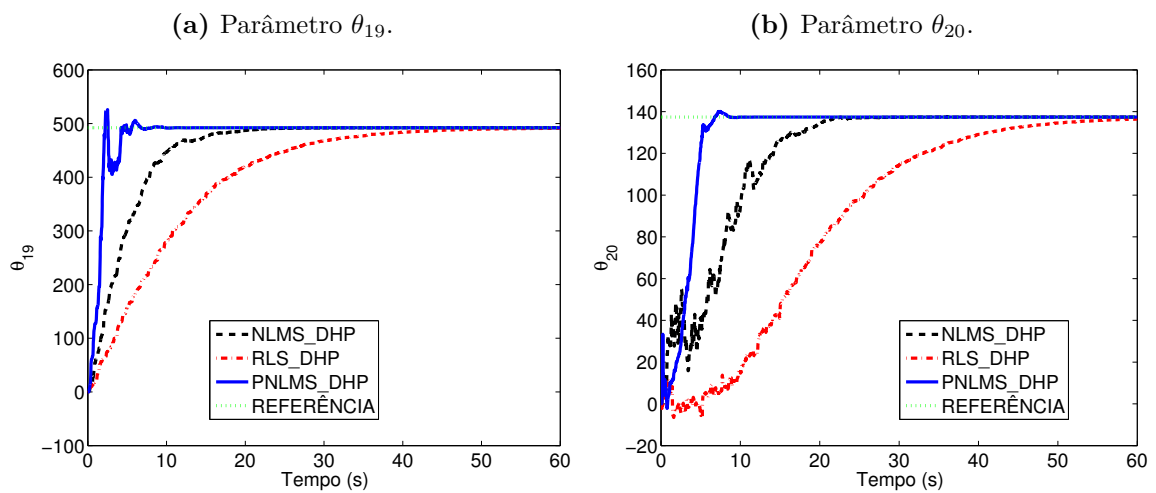 (a) Parâmetro θ19.
600
500
400
300
200
100
0
−100
0
10
20
30
40
50
60
θ19
Tempo (s)
NLMS_DHP
RLS_DHP
PNLMS_DHP
REFERÊNCIA
(b) Parâmetro θ20.
160
140
120
100
80
60
40
20
0
−20
0
10
20
30
40
50
60
θ20
Tempo (s)
NLMS_DHP
RLS_DHP
PNLMS_DHP
REFERÊNCIA